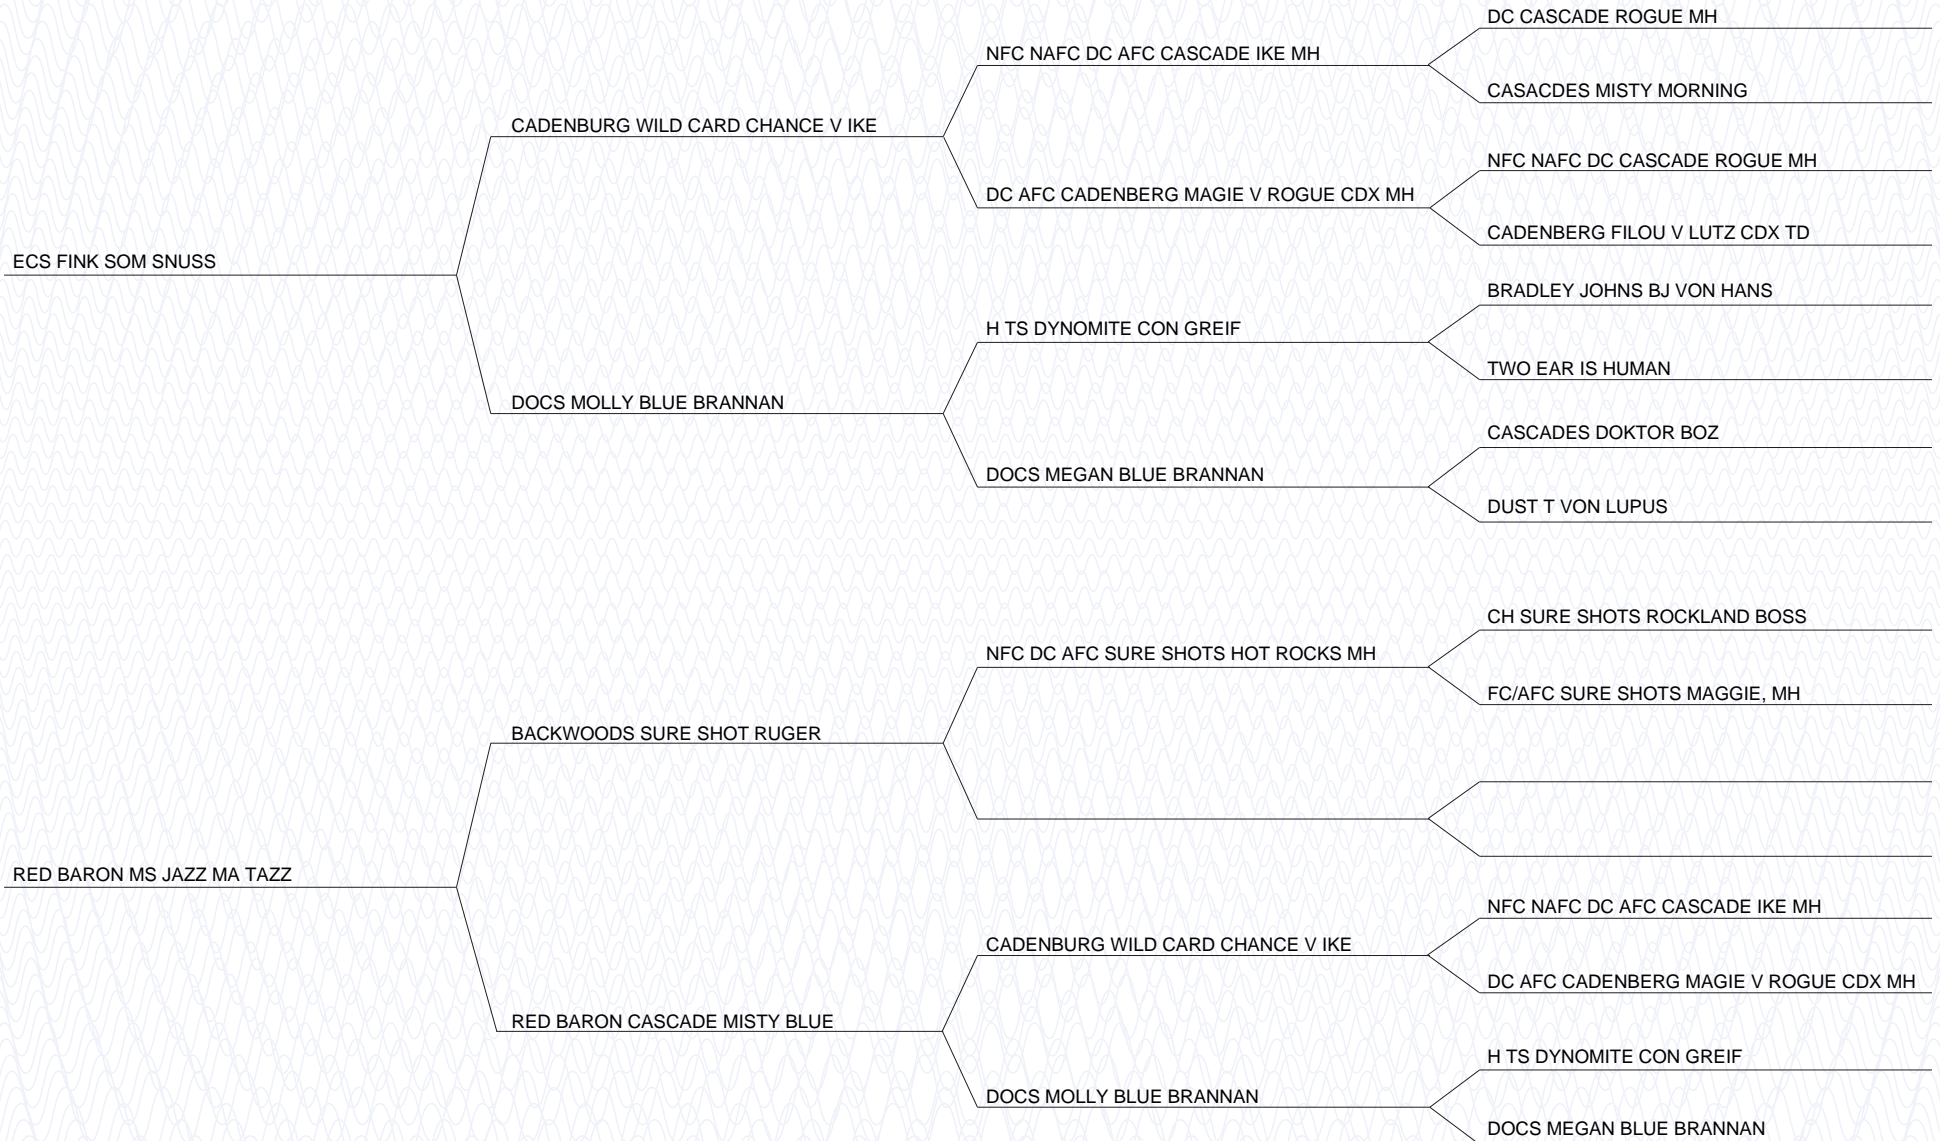 DC CASCADE ROGUE MH
NFC NAFC DC AFC CASCADE IKE MH
CASACDES MISTY MORNING
CADENBURG WILD CARD CHANCE V IKE
NFC NAFC DC CASCADE ROGUE MH
DC AFC CADENBERG MAGIE V ROGUE CDX MH
CADENBERG FILOU V LUTZ CDX TD
ECS FINK SOM SNUSS
BRADLEY JOHNS BJ VON HANS
H TS DYNOMITE CON GREIF
TWO EAR IS HUMAN
DOCS MOLLY BLUE BRANNAN
CASCADES DOKTOR BOZ
DOCS MEGAN BLUE BRANNAN
DUST T VON LUPUS
CH SURE SHOTS ROCKLAND BOSS
NFC DC AFC SURE SHOTS HOT ROCKS MH
FC/AFC SURE SHOTS MAGGIE, MH
BACKWOODS SURE SHOT RUGER
RED BARON MS JAZZ MA TAZZ
NFC NAFC DC AFC CASCADE IKE MH
CADENBURG WILD CARD CHANCE V IKE
DC AFC CADENBERG MAGIE V ROGUE CDX MH
RED BARON CASCADE MISTY BLUE
H TS DYNOMITE CON GREIF
DOCS MOLLY BLUE BRANNAN
DOCS MEGAN BLUE BRANNAN